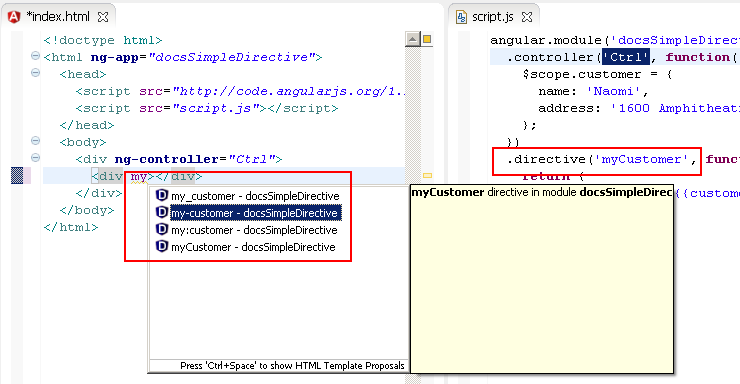 *index.html
<!doctype html>
<html ng-app="docsSimpleDirective">
<head>
<script src="http://code.angularjs.org/1.
<script src="script.js"></script>
</head>
<body>
<div ng-controller="Ctrl">
<div my></div>
</div>
</body>
</html>
my_customer - docsSimpleDirective
my-customer - docsSimpleDirective
my:customer - docsSimpleDirective
myCustomer - docsSimpleDirective
Press 'Ctrl+Space' to show HTML Template Proposals
myCustomer directive in module docsSimpleDirec
script.js
angular.module('docsSimpleDirec
.controller('Ctrl', function(
$scope.customer = {
name: 'Naomi',
address: '1600 Amphitheat
};
})
.directive('myCustomer', func
return {
{{custome